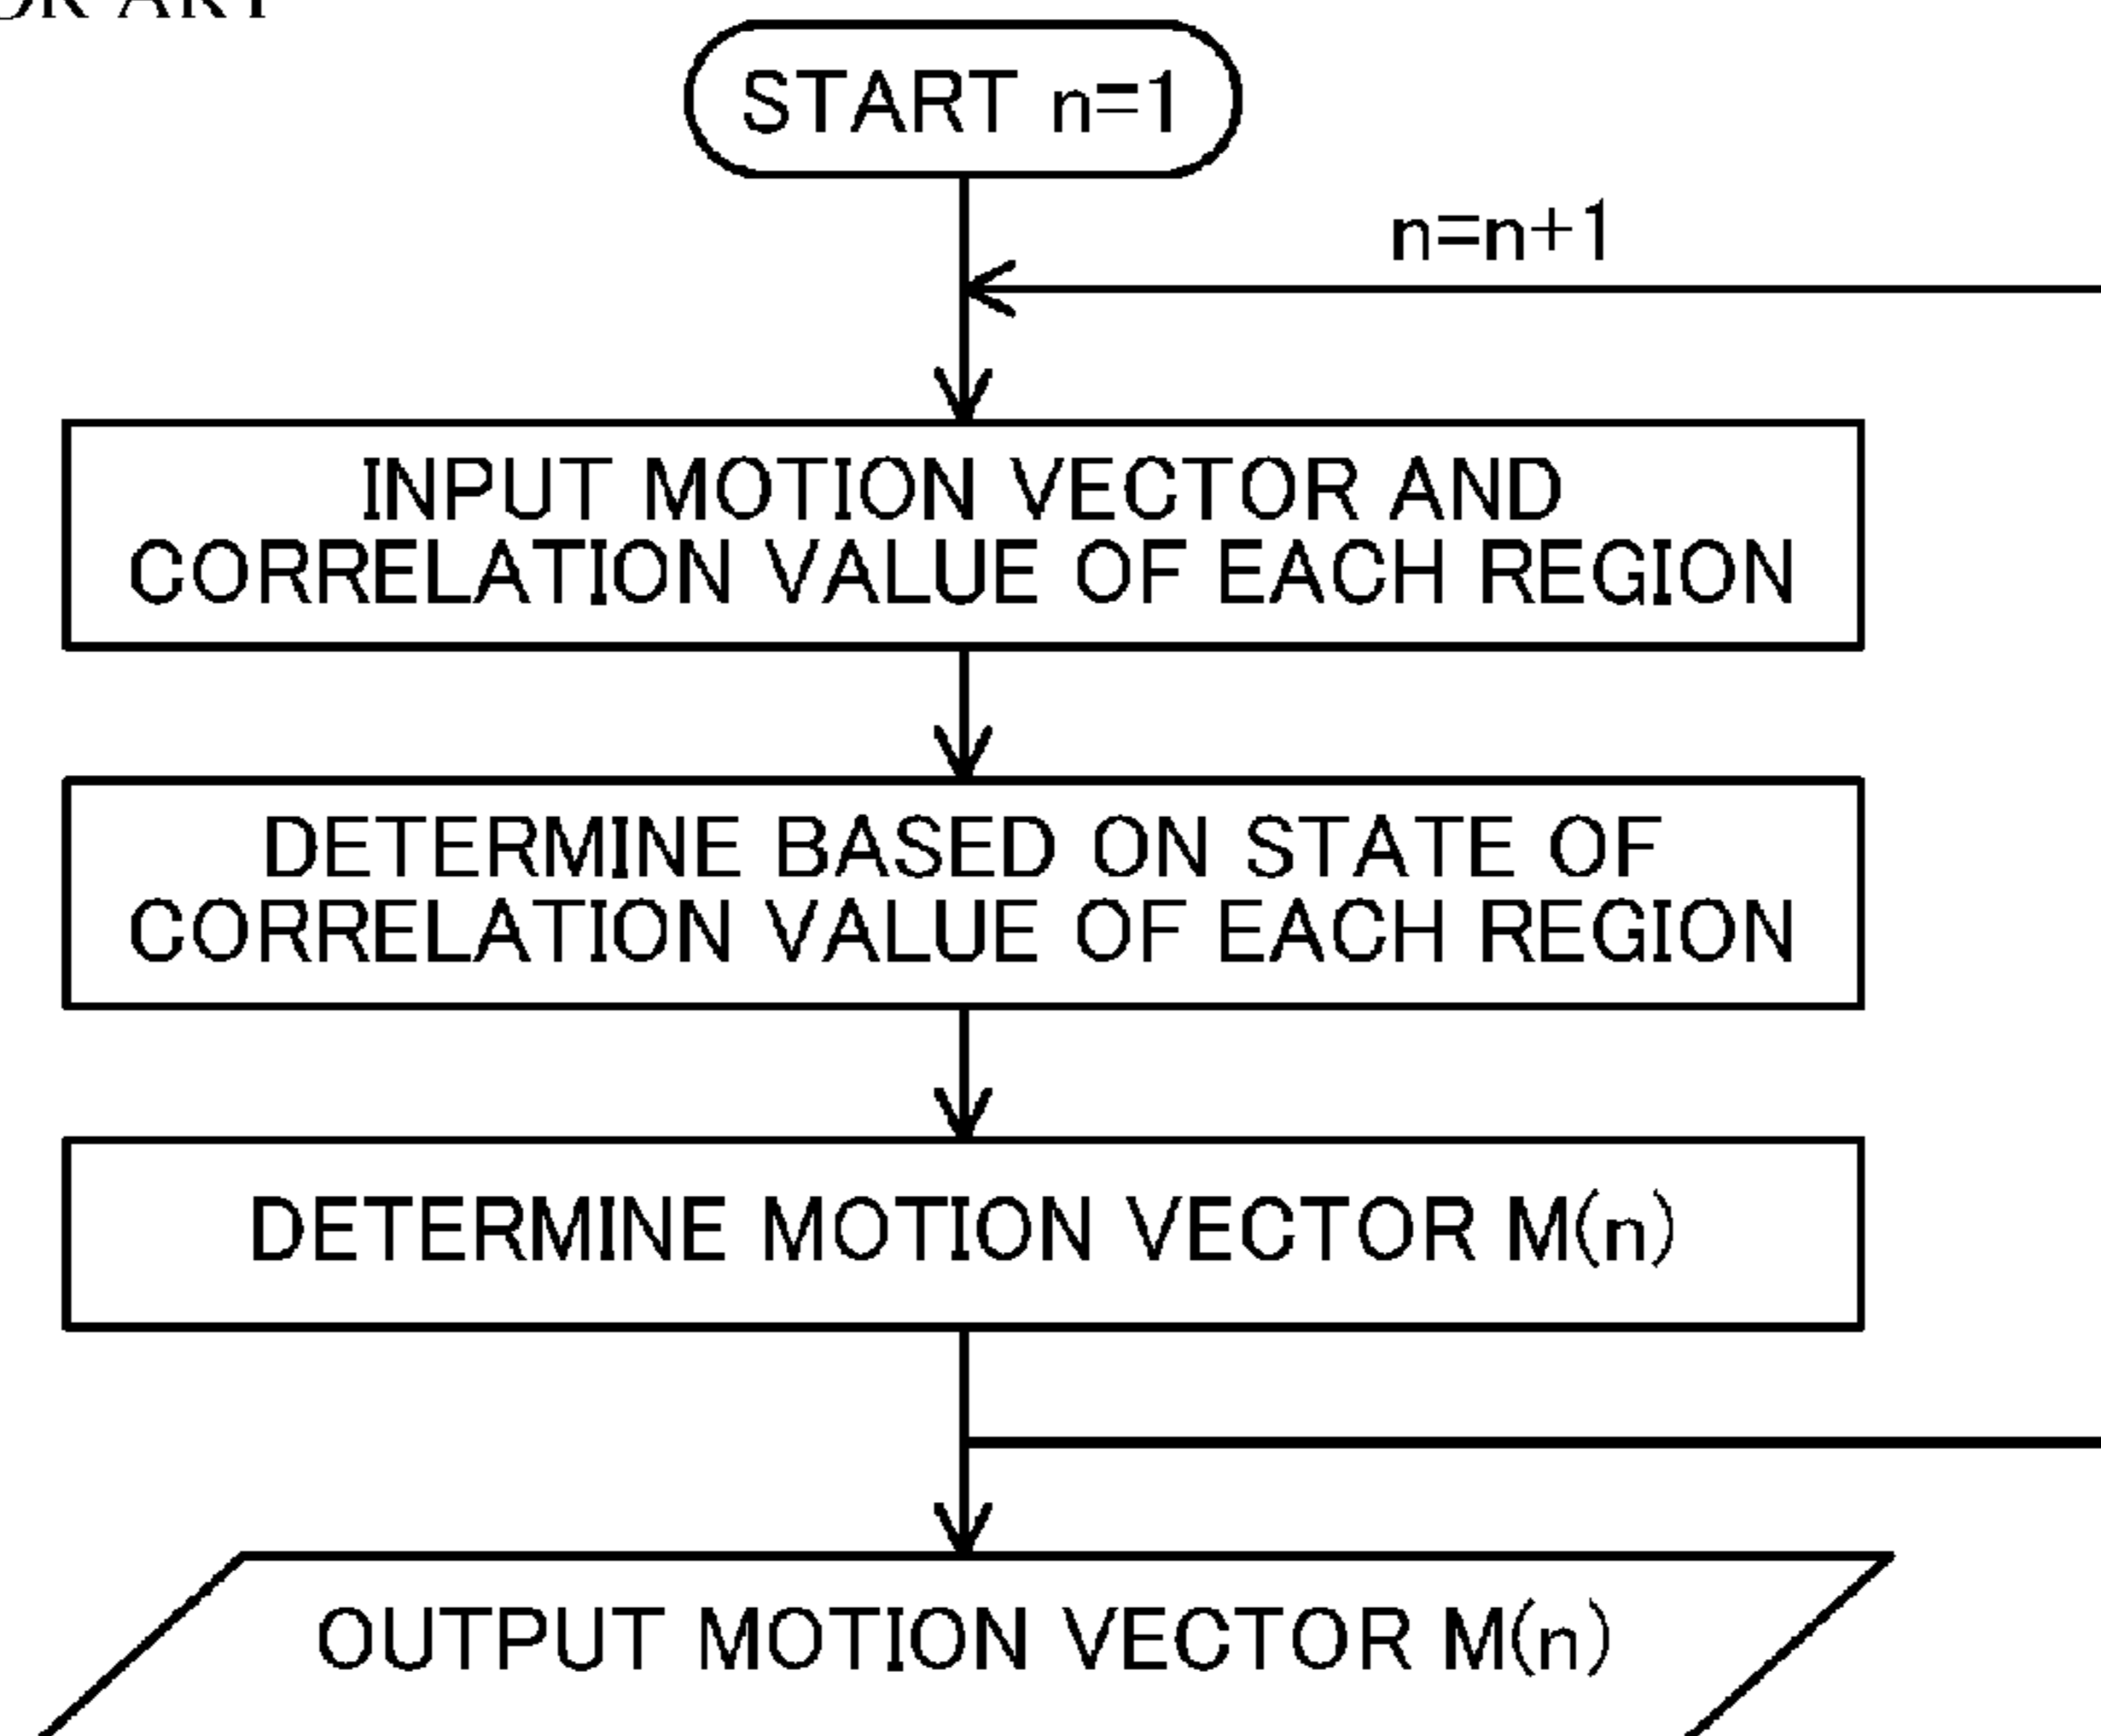 ART
START n=1
n=n+1
INPUT MOTION VECTOR AND
CORRELATION VALUE OF EACH REGION
DETERMINE BASED ON STATE OF
CORRELATION VALUE OF EACH REGION
DETERMINE MOTION VECTOR M(n)
OUTPUT MOTION VECTOR M(n)